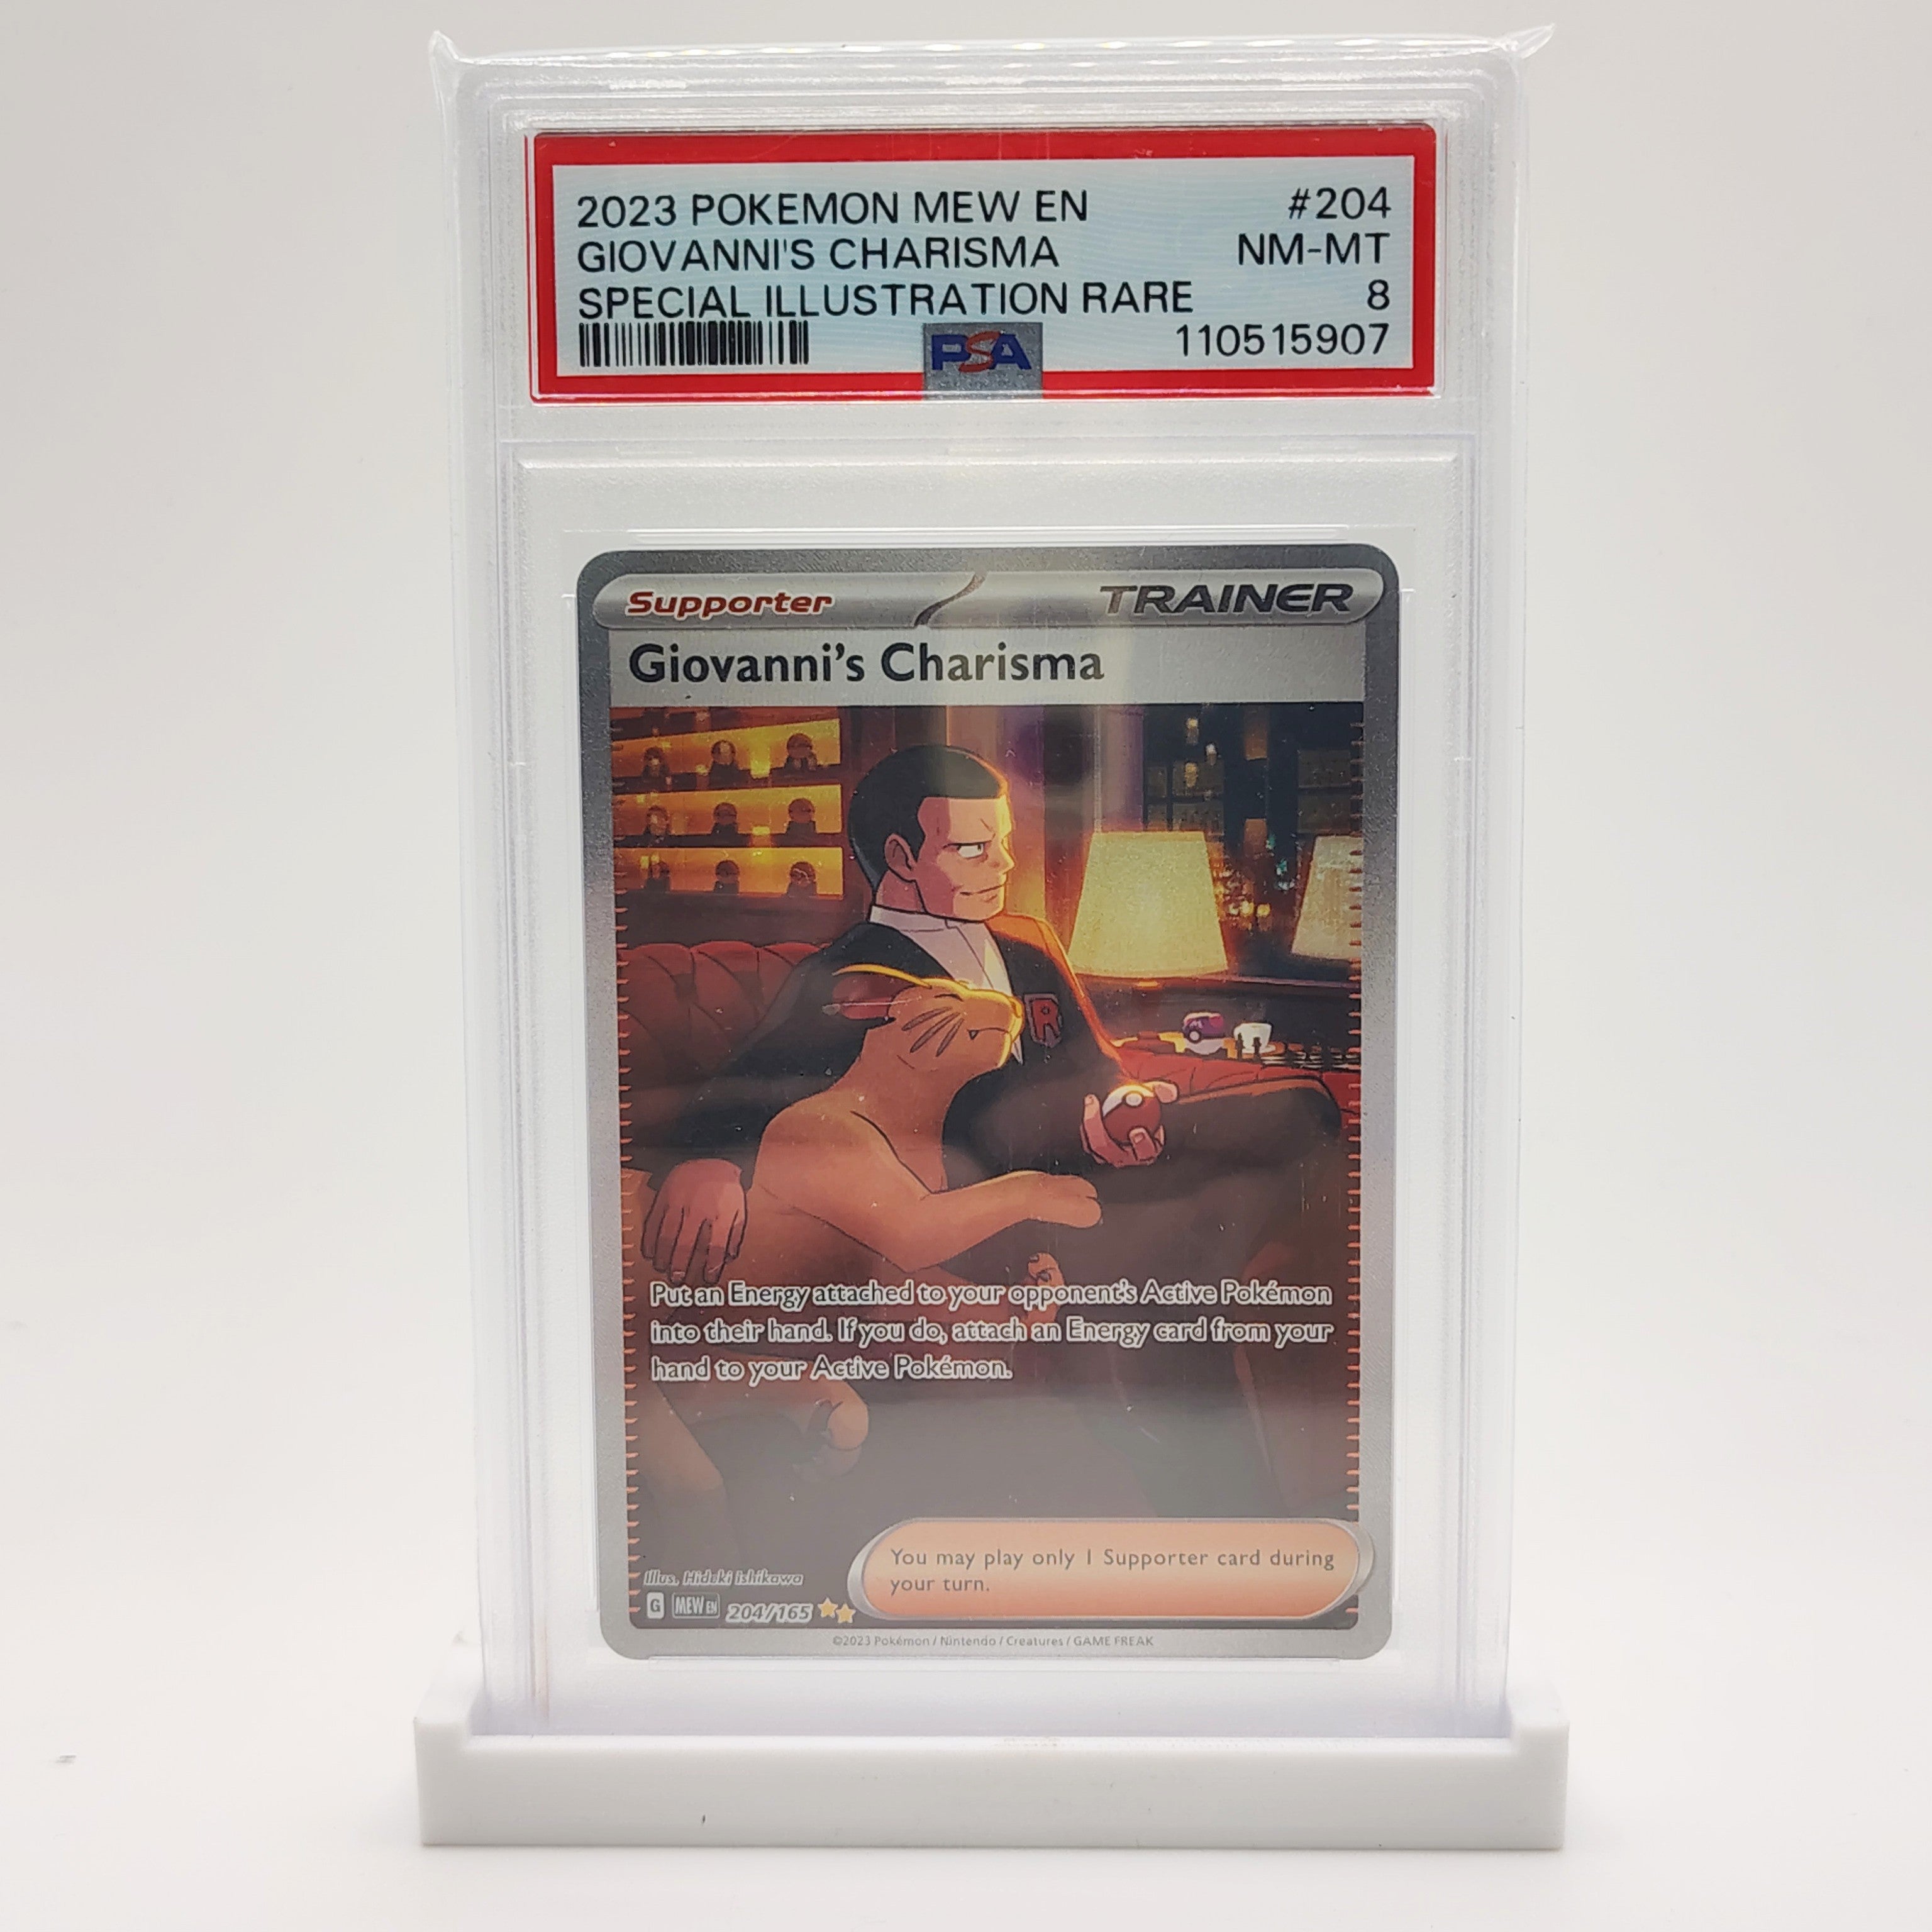 2023 POKEMON MEW EN #204
GIOVANNI'S CHARISMA NM-MT
SPECIAL ILLUSTRATION RARE 8
PSA 110515907
Supporter TRAINER
Giovanni's Charisma
R
Put an Energy attached to your opponent's Active Pokémon
into their hand. If you do, attach an Energy card from your
hand to your Active Pokémon.
You may play only 1 Supporter card during
your turn.
Illus. Hideki Ishikawa
G MEW EN 204/165
©2023 Pokémon / Nintendo / Creatures / GAME FREAK